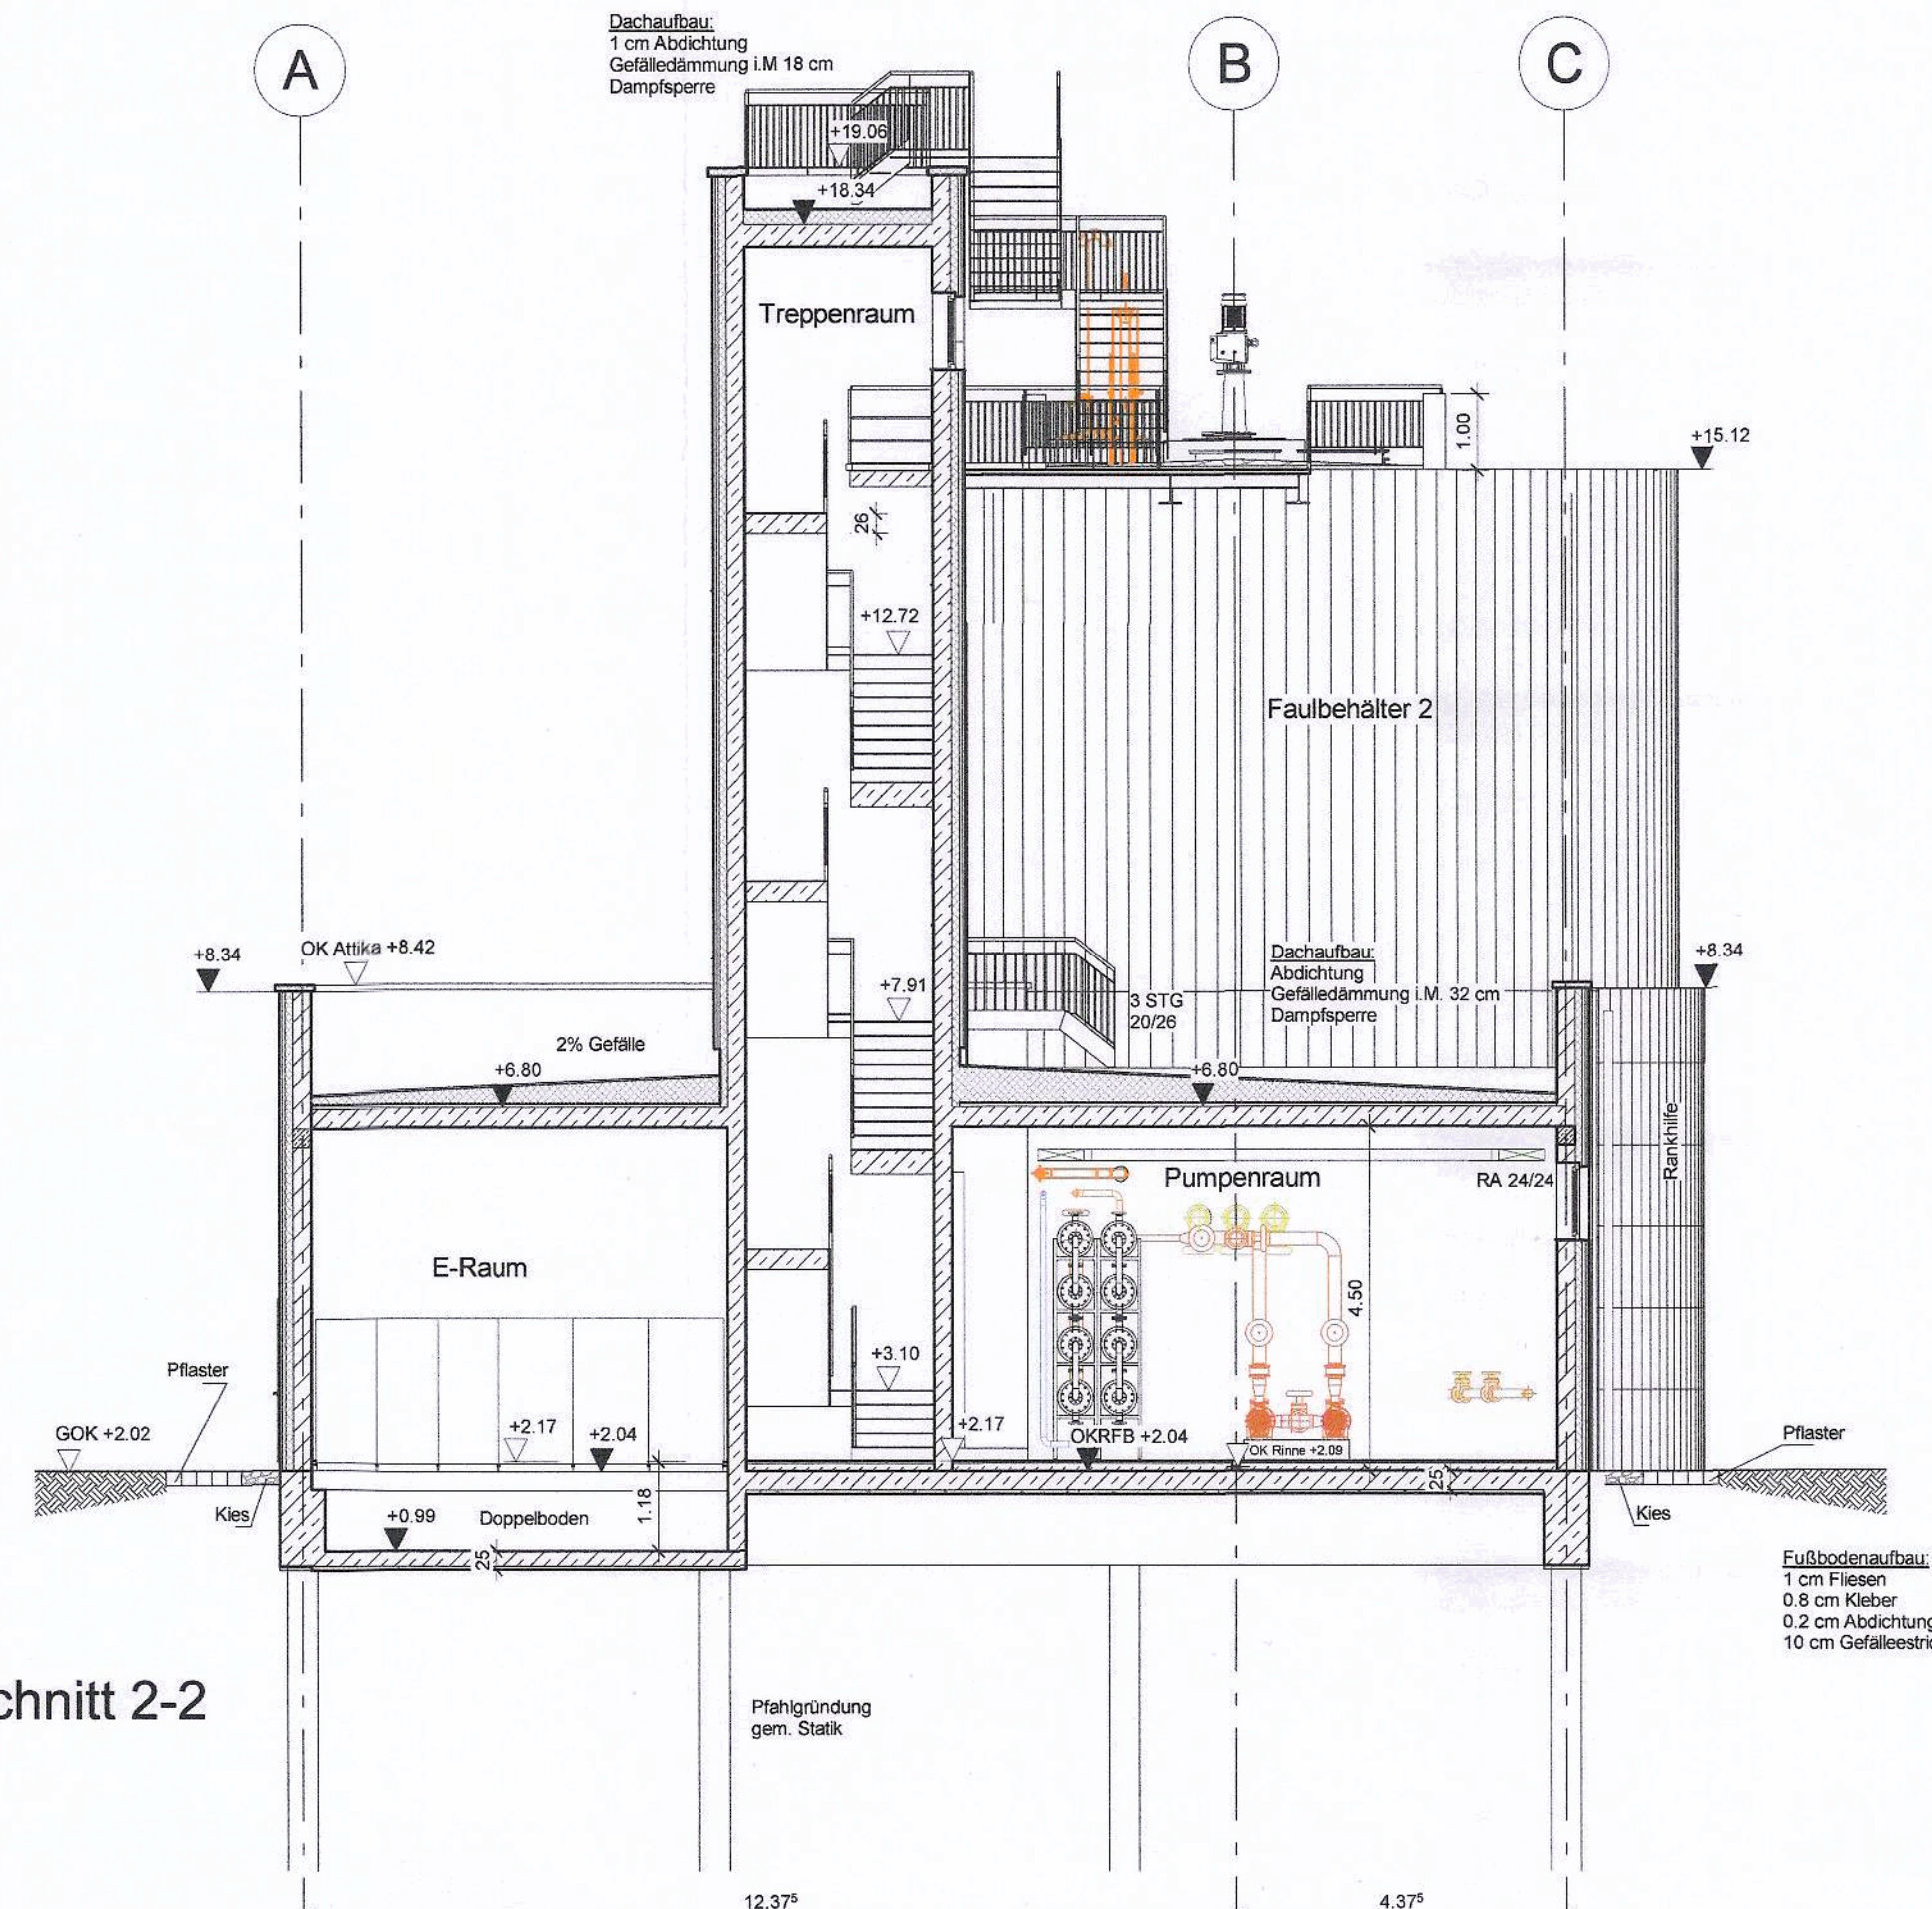 Dachaufbau:
1 cm Abdichtung
Gefälledämmung i.M 18 cm
Dampfsperre
A
B
C
+19.06
+18.34
Treppenraum
1.00
+15.12
26
+12.72
Faulbehälter 2
+8.34
OK Attika +8.42
+7.91
3 STG
20/26
Dachaufbau:
Abdichtung
Gefälledämmung i.M. 32 cm
Dampfsperre
+8.34
2% Gefälle
+6.80
+6.80
Rankhilfe
Pumpenraum
RA 24/24
E-Raum
4.50
+3.10
Pflaster
GOK +2.02
+2.17
+2.04
+2.17
OKRFB +2.04
OK Rinne +2.09
Pflaster
Kies
+0.99
Doppelboden
1.18
25
25
Kies
Fußbodenaufbau:
1 cm Fliesen
0.8 cm Kleber
0.2 cm Abdichtung
10 cm Gefälleestri
chnitt 2-2
Pfahlgründung
gem. Statik
12.37⁵
4.37⁵